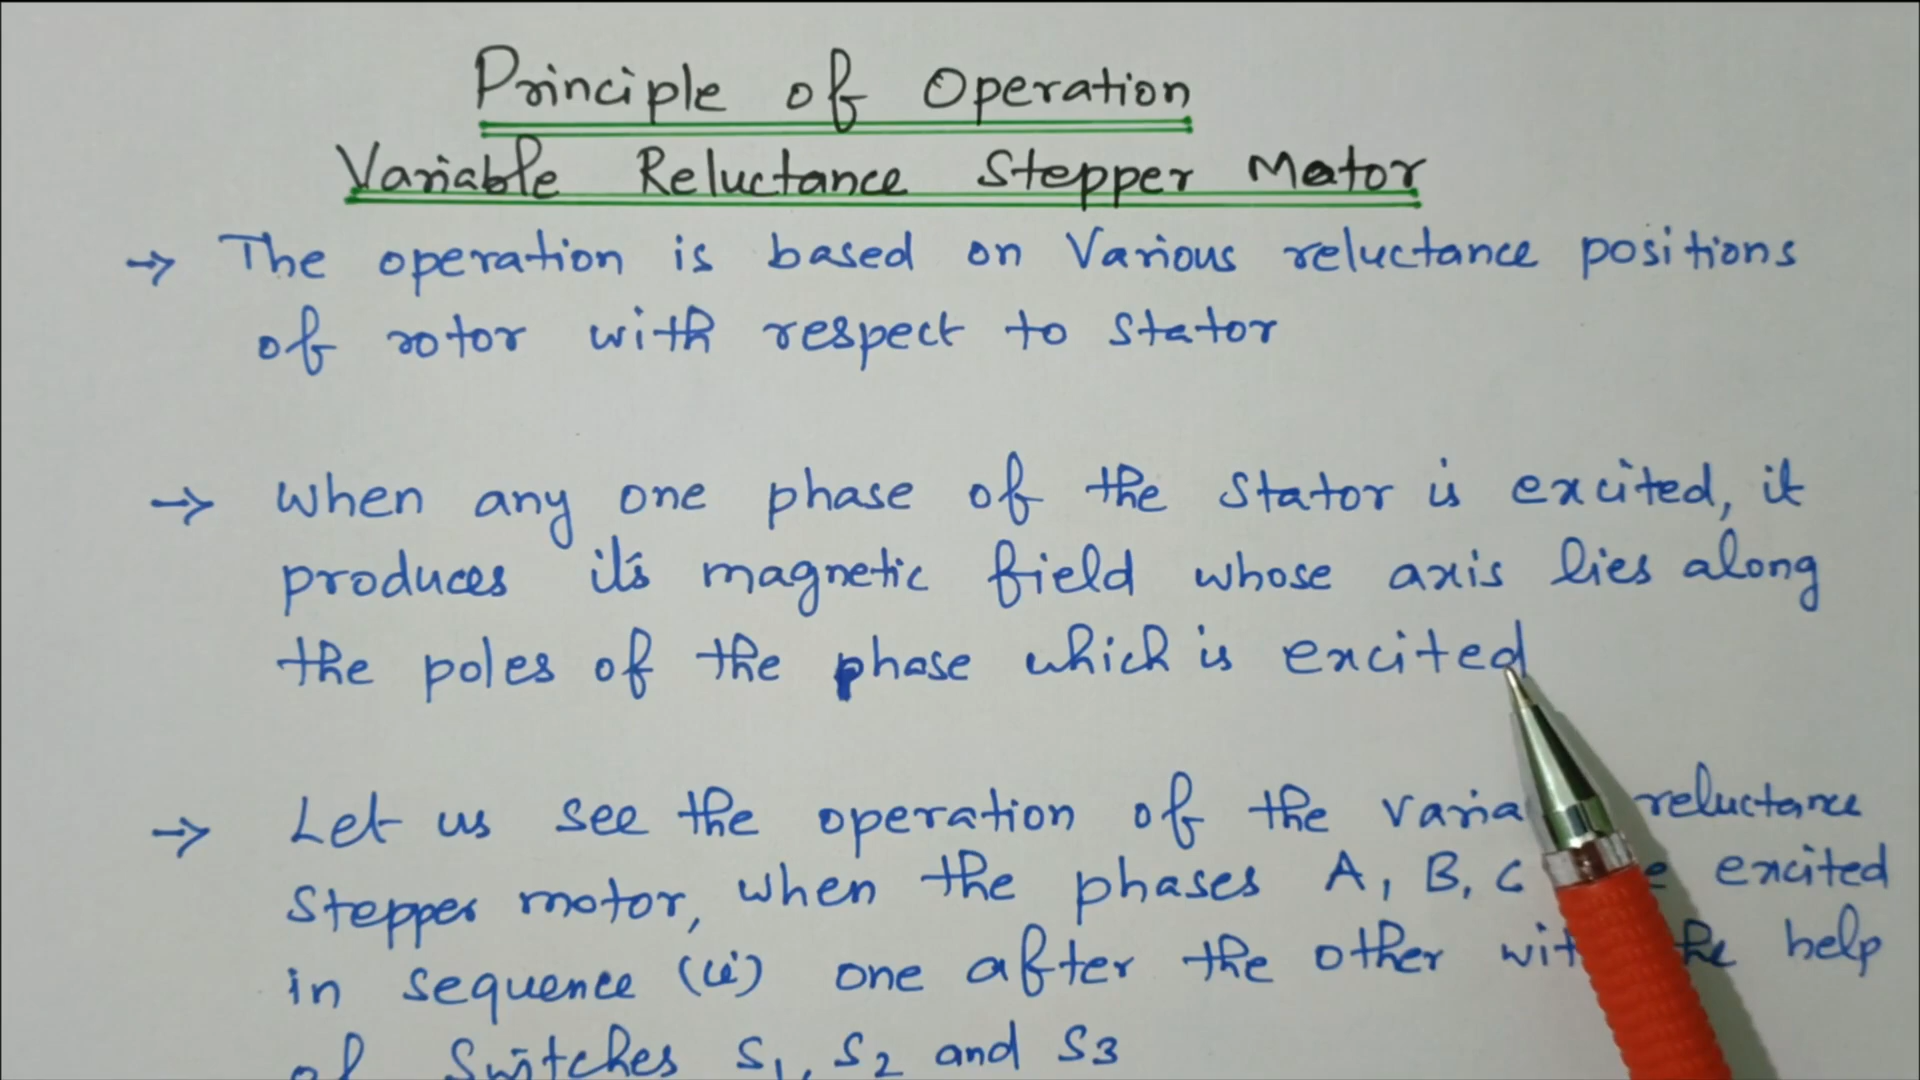 Principle of Operation
Variable Reluctance Stepper Motor
→ The operation is based on Various reluctance positions
of rotor with respect to Stator
→ When any one phase of the Stator is excited, it
produces it's magnetic field whose axis lies along
the poles of the phase which is excited
→ Let us see the operation of the varia reluctance
Stepper motor, when the phases A, B, C e excited
in sequence (ie) one after the other wit he help
of Switches S1, S2 and S3